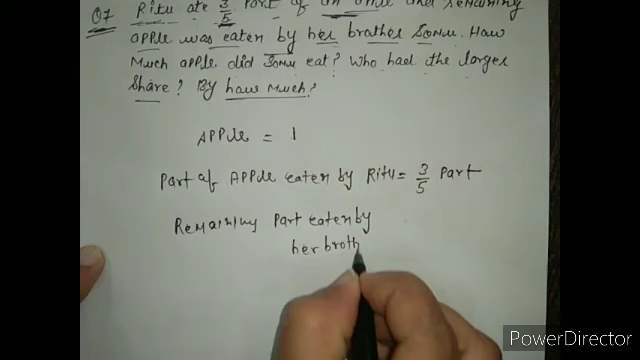 Q7 Ritu ate 3/5 Part of an apple and remaining
apple was eaten by her brother Somu. How
Much apple did Somu eat? Who had the larger
Share? By how much?
Apple = 1
Part of Apple eaten by Ritu = 3/5 Part
Remaining Part eaten by
her broth
PowerDirector